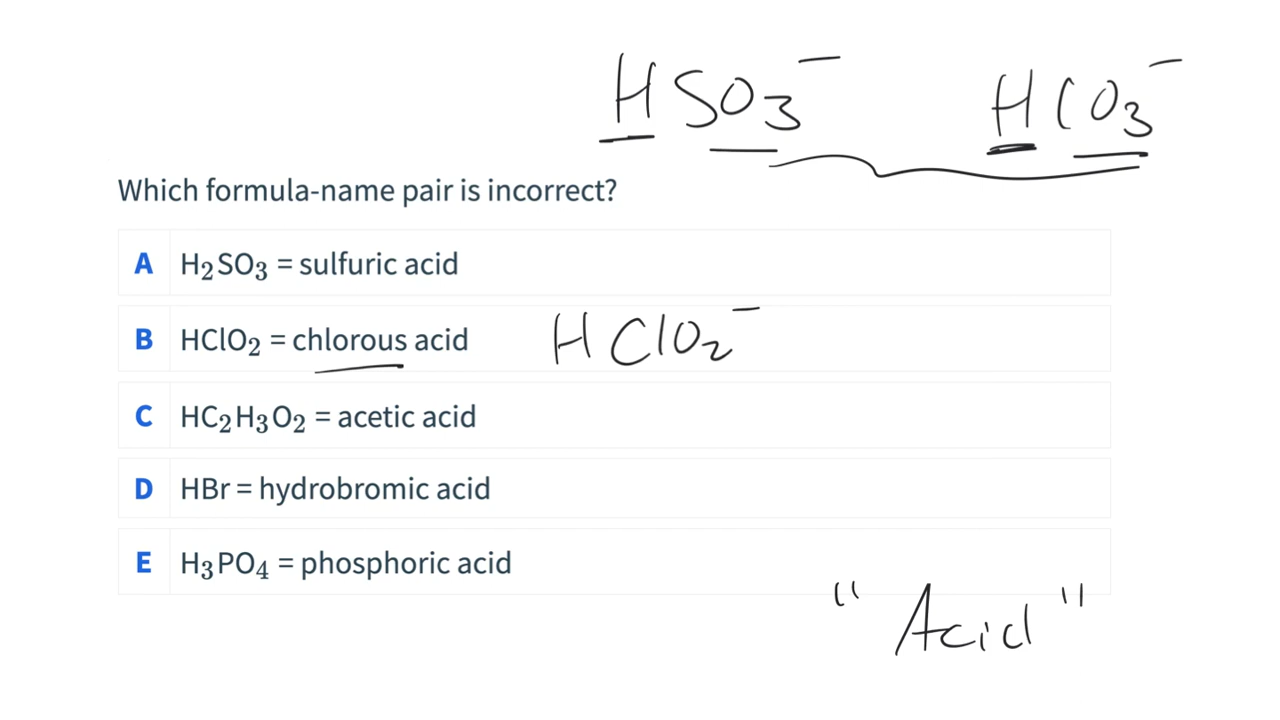 HSO₃⁻ HCO₃⁻
Which formula-name pair is incorrect?
A H₂SO₃ = sulfuric acid
B HClO₂ = chlorous acid HClO₂⁻
C HC₂H₃O₂ = acetic acid
D HBr = hydrobromic acid
E H₃PO₄ = phosphoric acid
"Acid"